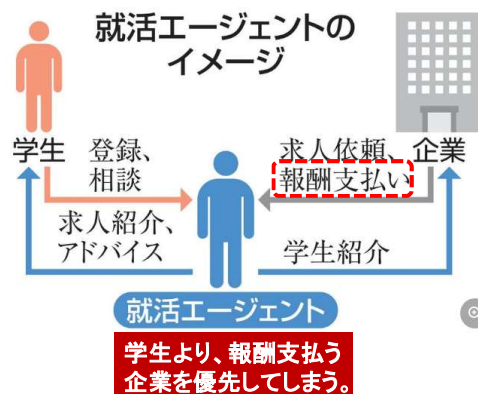 就活エージェントの
イメージ
学生
登録、
相談
求人依頼、
報酬支払い
企業
求人紹介、
アドバイス
学生紹介
就活エージェント
学生より、報酬支払う
企業を優先してしまう。